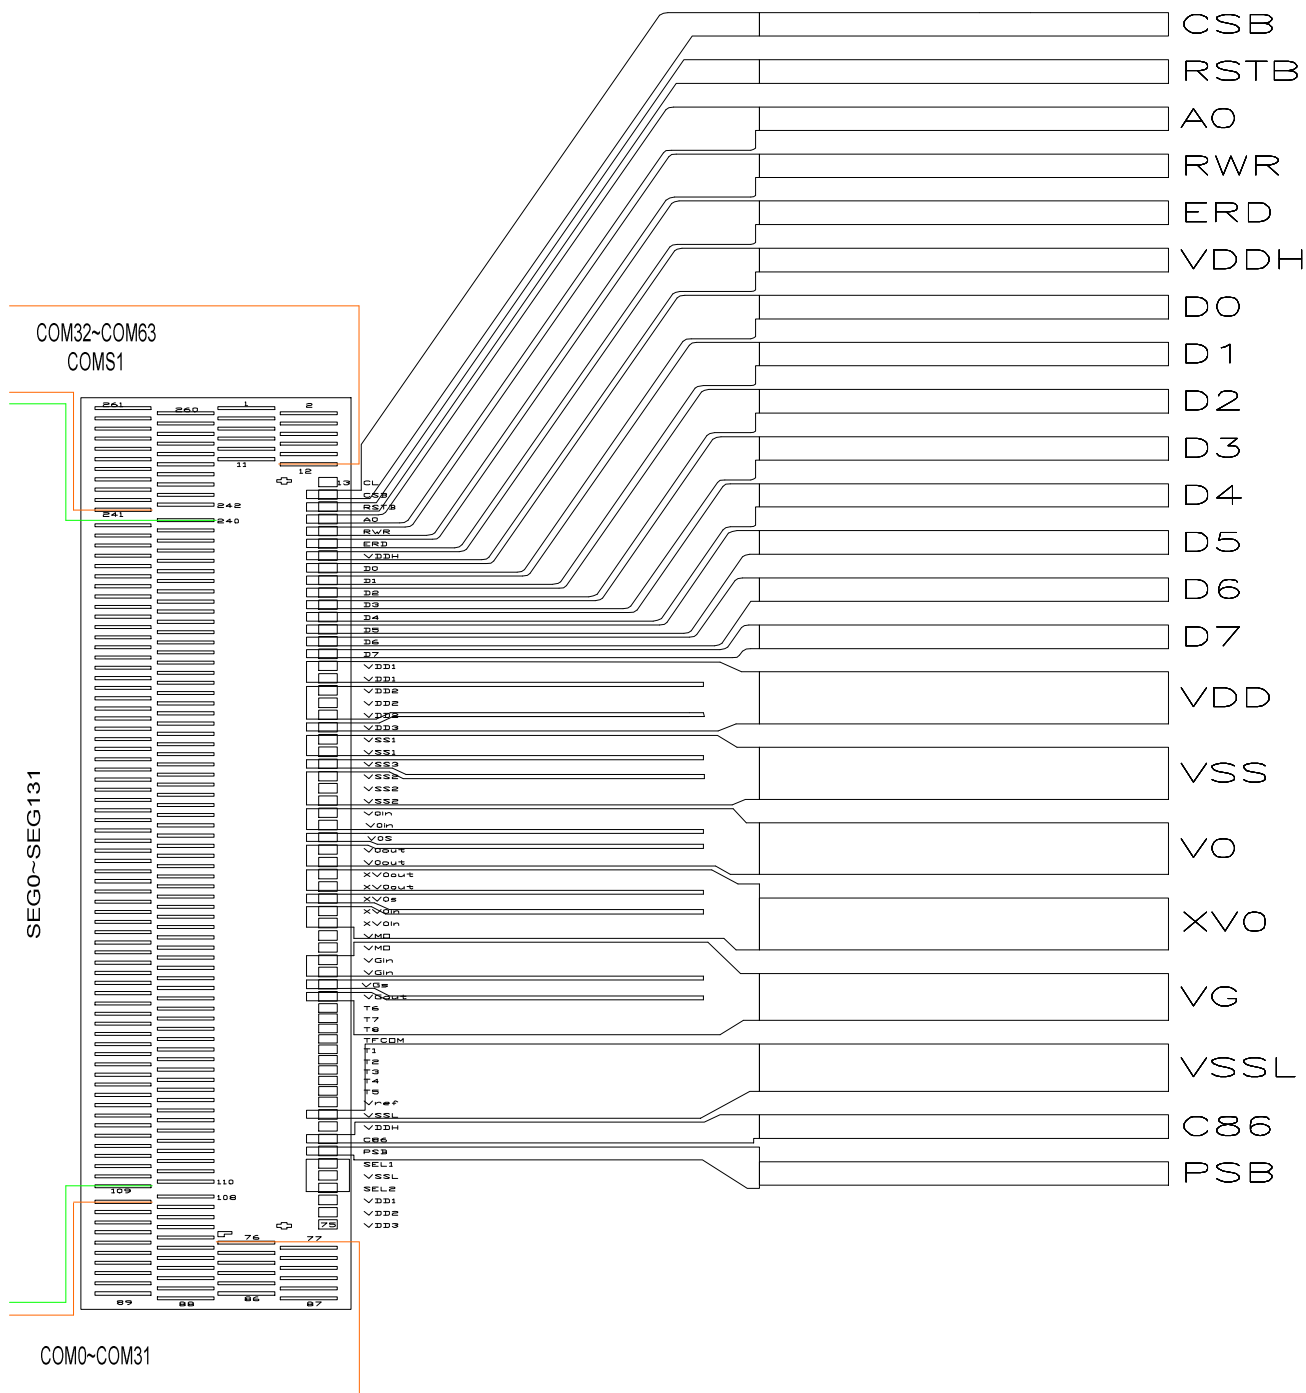 CSB
RSTB
A0
RWR
ERD
VDDH
D0
D1
D2
D3
D4
D5
D6
D7
VDD
VSS
V0
XV0
VG
VSSL
C86
PSB
COM32~COM63
COMS1
SEG0~SEG131
COM0~COM31
261
260
1
2
11
12
242
241
240
13 CL
CSB
RSTB
A0
RWR
ERD
VDDH
D0
D1
D2
D3
D4
D5
D6
D7
VDD1
VDD1
VDD2
VDD2
VDD2
VDD3
VSS1
VSS1
VSS3
VSS2
VSS2
VSS2
V0in
V0in
V0S
V0out
V0out
XV0out
XV0out
XV0s
XV0in
XV0in
VMO
VMO
VGin
VGin
VGs
VGout
T6
T7
T8
TFCOM
T1
T2
T3
T4
T5
Vref
VSSL
VDDH
C86
PSB
SEL1
VSSL
SEL2
VDD1
VDD2
75 VDD3
110
109
108
76
77
89
88
86
87